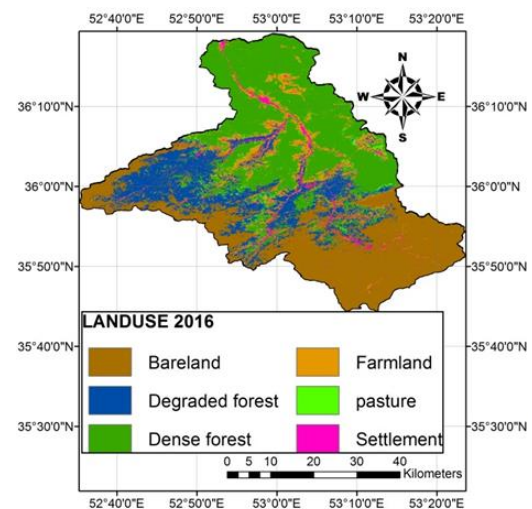 52°40'0"E 52°50'0"E 53°0'0"E 53°10'0"E 53°20'0"E
N
W E
S
36°10'0"N 36°10'0"N
36°0'0"N 36°0'0"N
35°50'0"N 35°50'0"N
LANDUSE 2016
35°40'0"N 35°40'0"N
Bareland Farmland
Degraded forest pasture
35°30'0"N 35°30'0"N
Dense forest Settlement
0 5 10 20 30 40
Kilometers
52°40'0"E 52°50'0"E 53°0'0"E 53°10'0"E 53°20'0"E